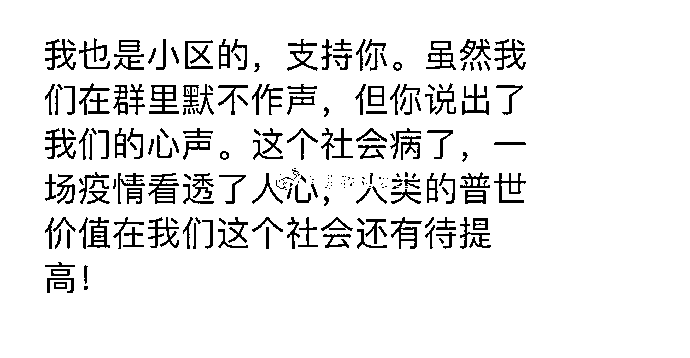 我也是小区的，支持你。虽然我
们在群里默不作声，但你说出了
我们的心声。这个社会病了，一
场疫情看透了人心，人类的普世
价值在我们这个社会还有待提
高！